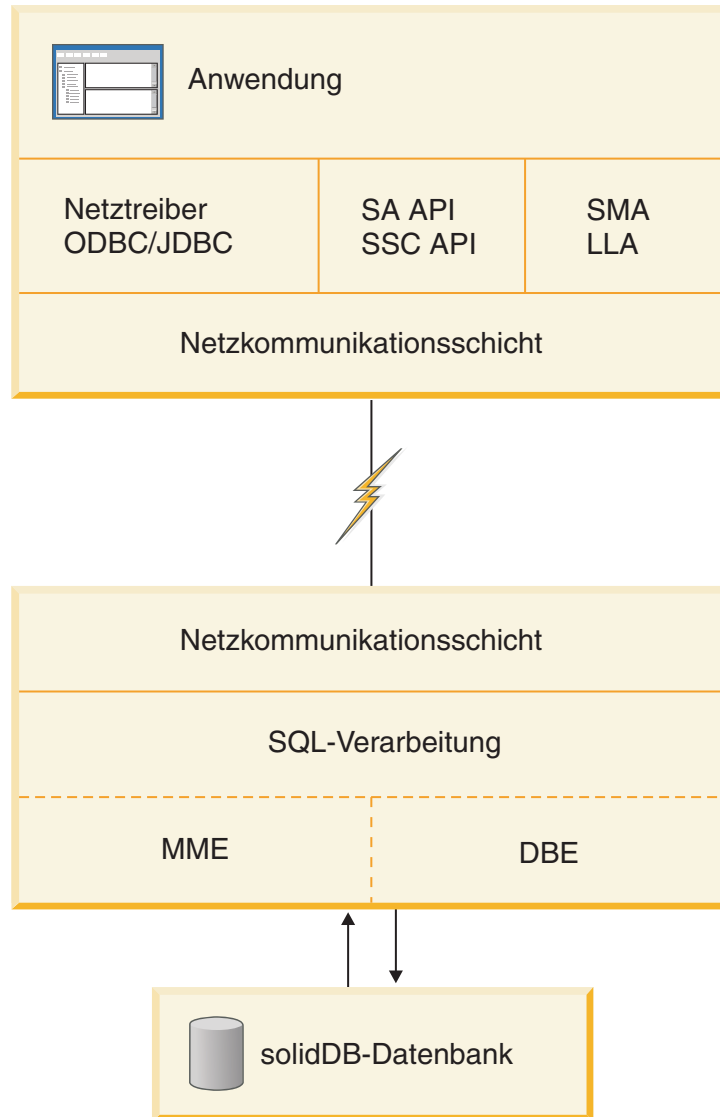 Anwendung
Netztreiber
ODBC/JDBC
SA API
SSC API
SMA
LLA
Netzkommunikationsschicht
Netzkommunikationsschicht
SQL-Verarbeitung
MME
DBE
solidDB-Datenbank